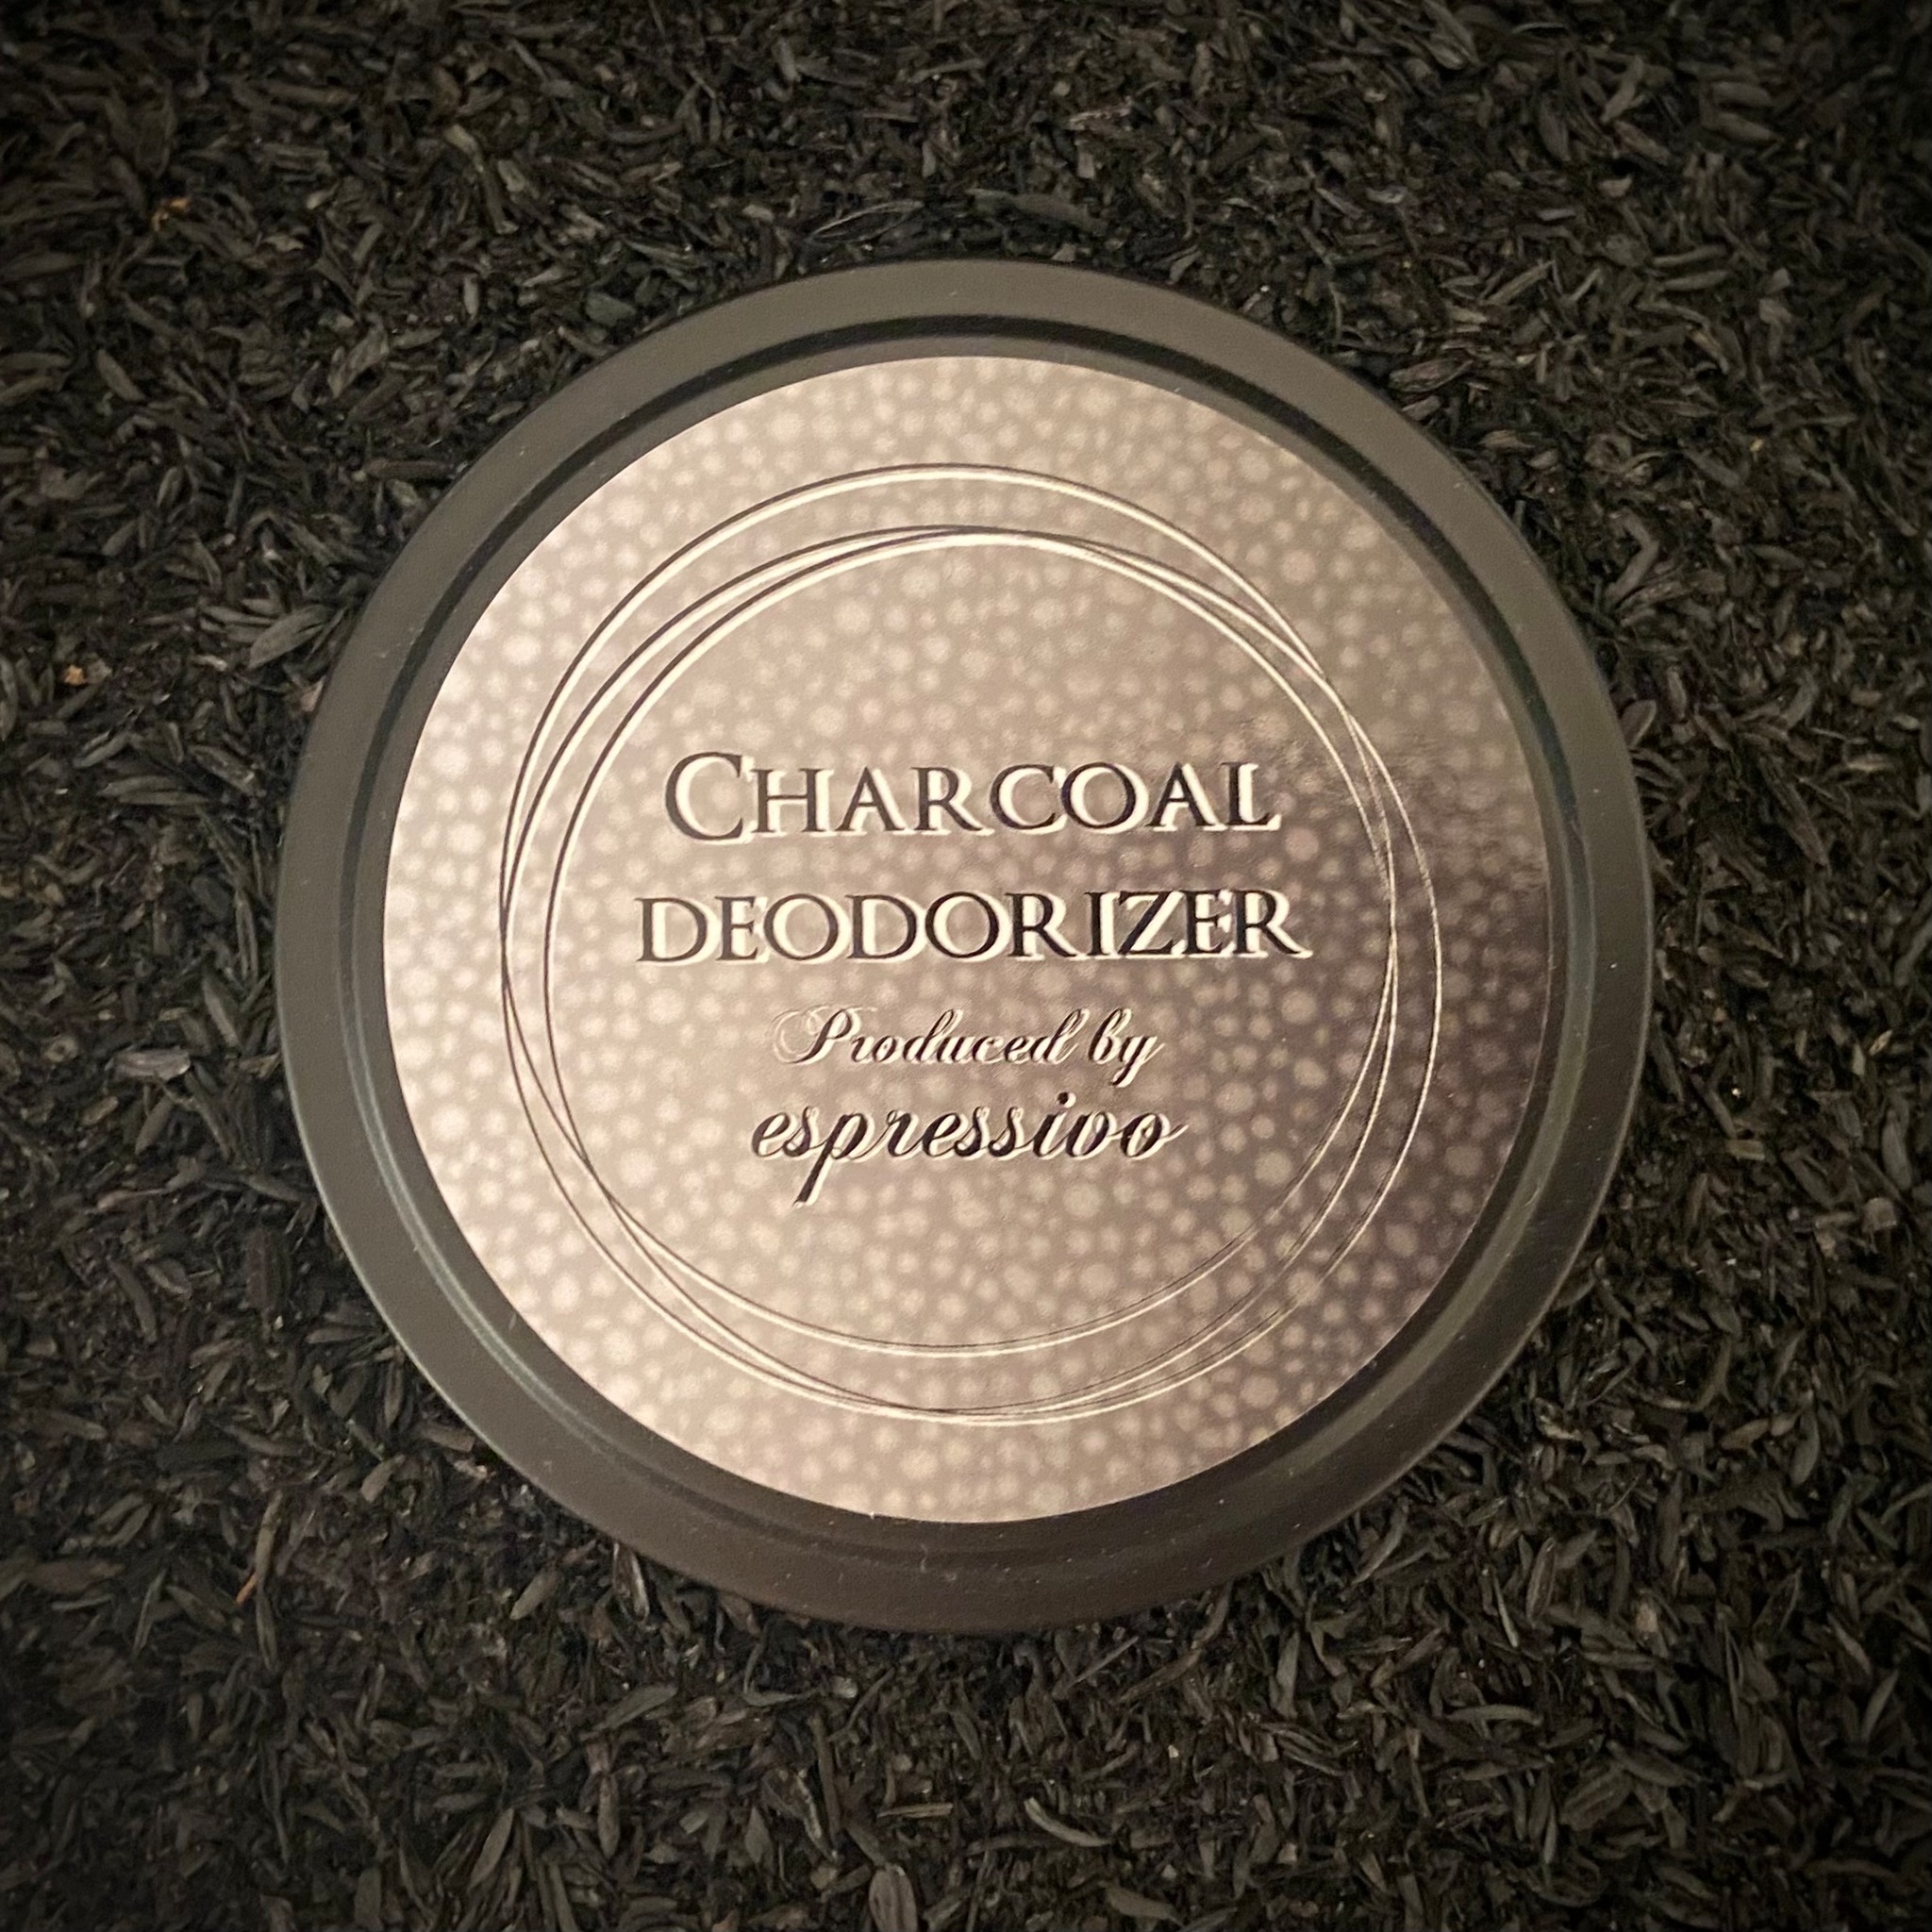 Charcoal
deodorizer
Produced by
espressivo